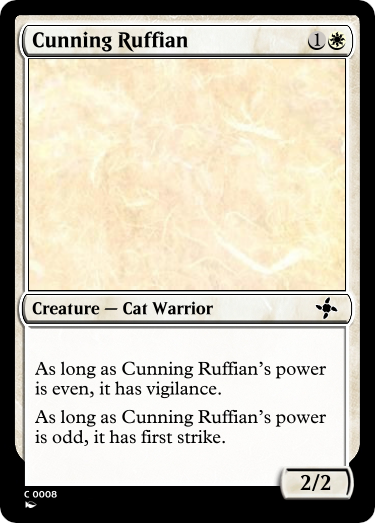 Cunning Ruffian
1
Creature — Cat Warrior
As long as Cunning Ruffian's power
is even, it has vigilance.
As long as Cunning Ruffian's power
is odd, it has first strike.
2/2
C 0008